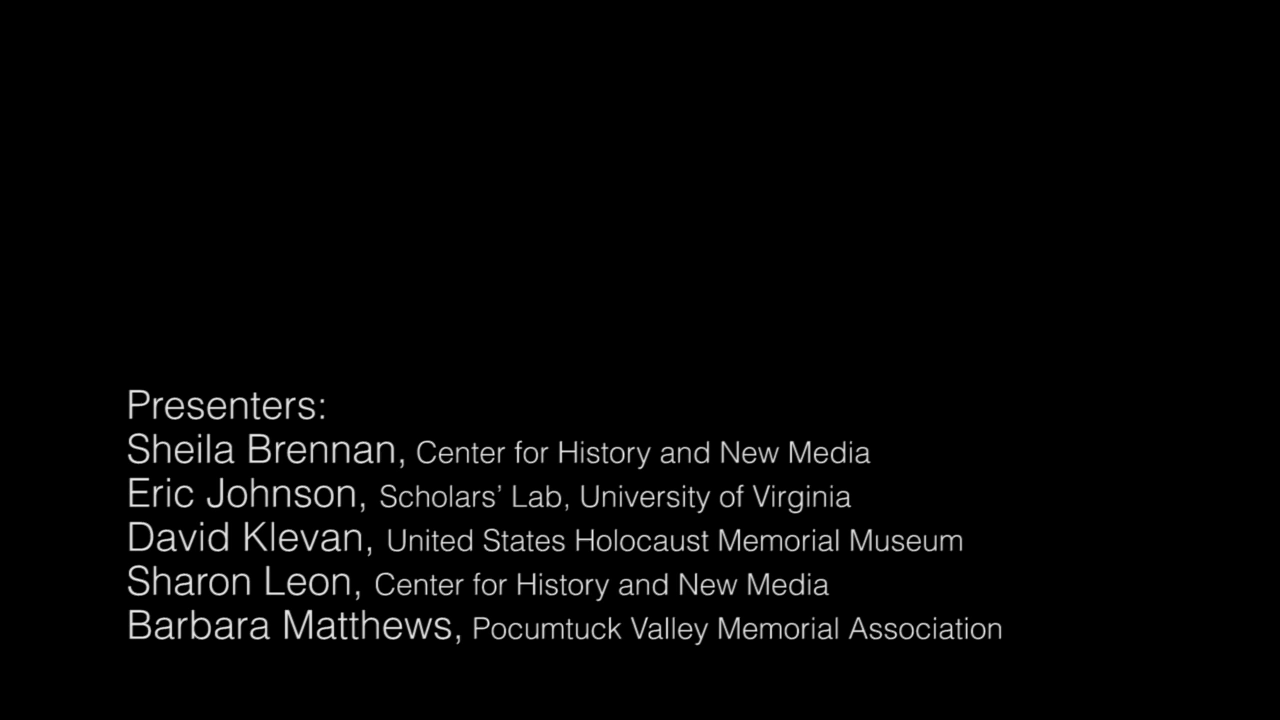 Presenters:
Sheila Brennan, Center for History and New Media
Eric Johnson, Scholars’ Lab, University of Virginia
David Klevan, United States Holocaust Memorial Museum
Sharon Leon, Center for History and New Media
Barbara Matthews, Pocumtuck Valley Memorial Association